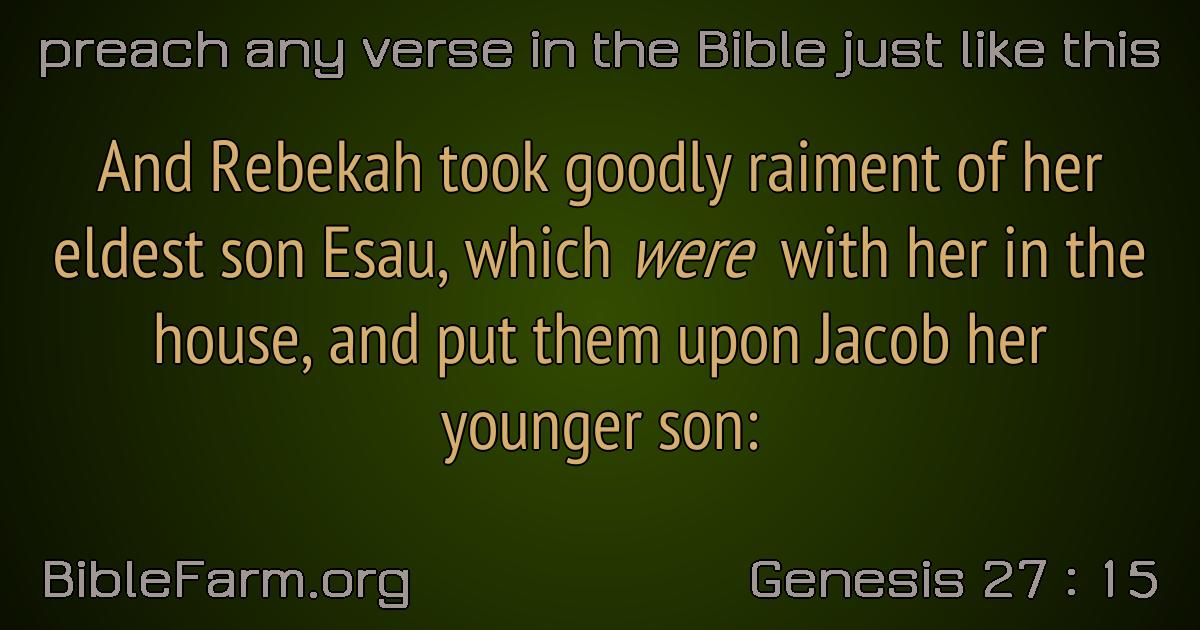 preach any verse in the Bible just like this
And Rebekah took goodly raiment of her
eldest son Esau, which were with her in the
house, and put them upon Jacob her
younger son:
BibleFarm.org
Genesis 27 : 15